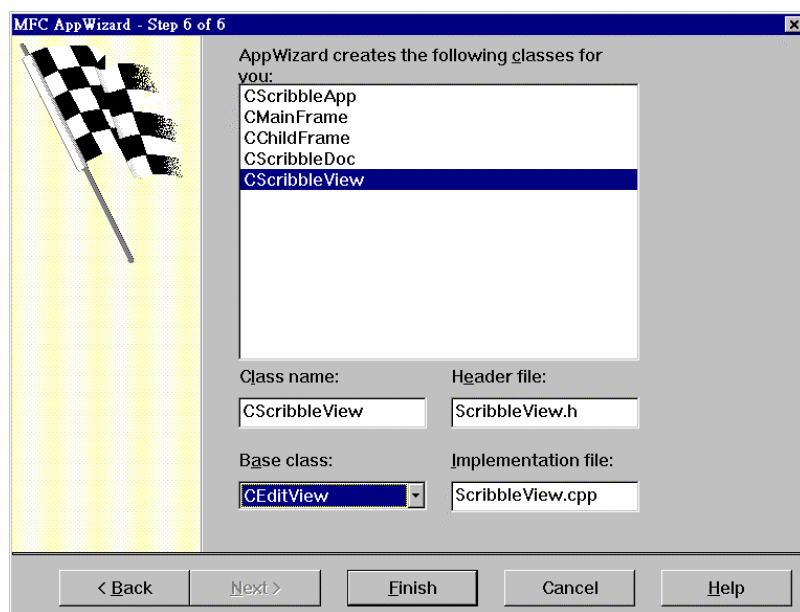 MFC AppWizard - Step 6 of 6
AppWizard creates the following classes for
you:
CScribbleApp
CMainFrame
CChildFrame
CScribbleDoc
CScribbleView
Class name:
Header file:
CScribbleView
ScribbleView.h
Base class:
Implementation file:
CEditView
ScribbleView.cpp
< Back
Next >
Finish
Cancel
Help